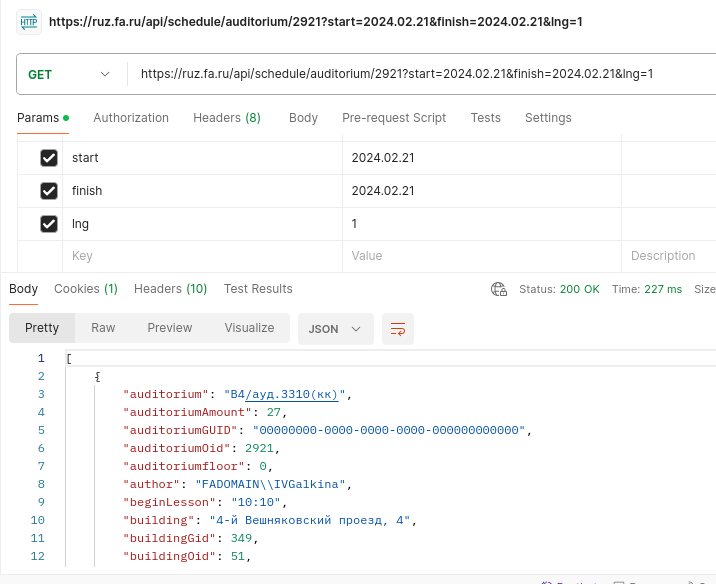 HTTP https://ruz.fa.ru/api/schedule/auditorium/2921?start=2024.02.21&finish=2024.02.21&lng=1
GET https://ruz.fa.ru/api/schedule/auditorium/2921?start=2024.02.21&finish=2024.02.21&lng=1
Params Authorization Headers (8) Body Pre-request Script Tests Settings
start 2024.02.21
finish 2024.02.21
lng 1
Key Value Description
Body Cookies (1) Headers (10) Test Results Status: 200 OK Time: 227 ms Size
Pretty Raw Preview Visualize JSON
1 [
2 {
3 "auditorium": "В4/ауд.3310(кк)",
4 "auditoriumAmount": 27,
5 "auditoriumGUID": "00000000-0000-0000-0000-000000000000",
6 "auditoriumOid": 2921,
7 "auditoriumfloor": 0,
8 "author": "FADOMAIN\\IVGalkina",
9 "beginLesson": "10:10",
10 "building": "4-й Вешняковский проезд, 4",
11 "buildingGid": 349,
12 "buildingOid": 51,